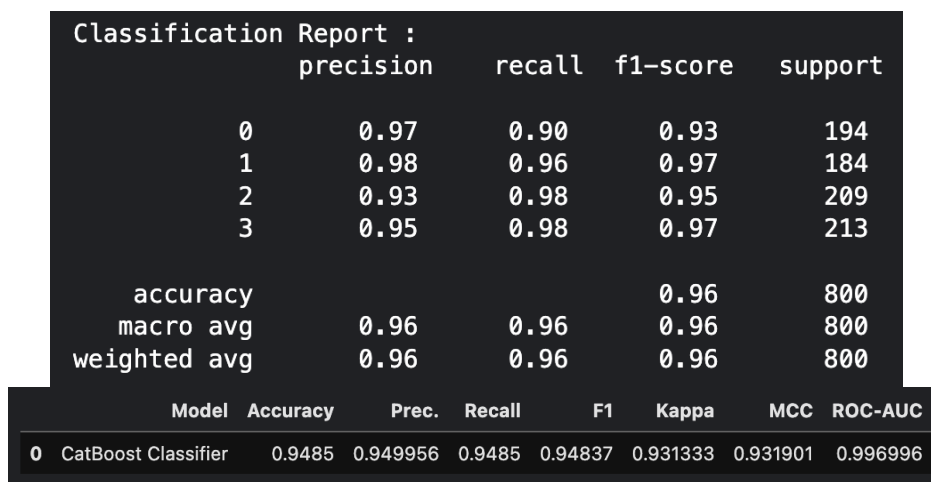 Classification Report :
precision recall f1-score support
0 0.97 0.90 0.93 194
1 0.98 0.96 0.97 184
2 0.93 0.98 0.95 209
3 0.95 0.98 0.97 213
accuracy 0.96 800
macro avg 0.96 0.96 0.96 800
weighted avg 0.96 0.96 0.96 800
Model Accuracy Prec. Recall F1 Kappa MCC ROC-AUC
0 CatBoost Classifier 0.9485 0.949956 0.9485 0.94837 0.931333 0.931901 0.996996